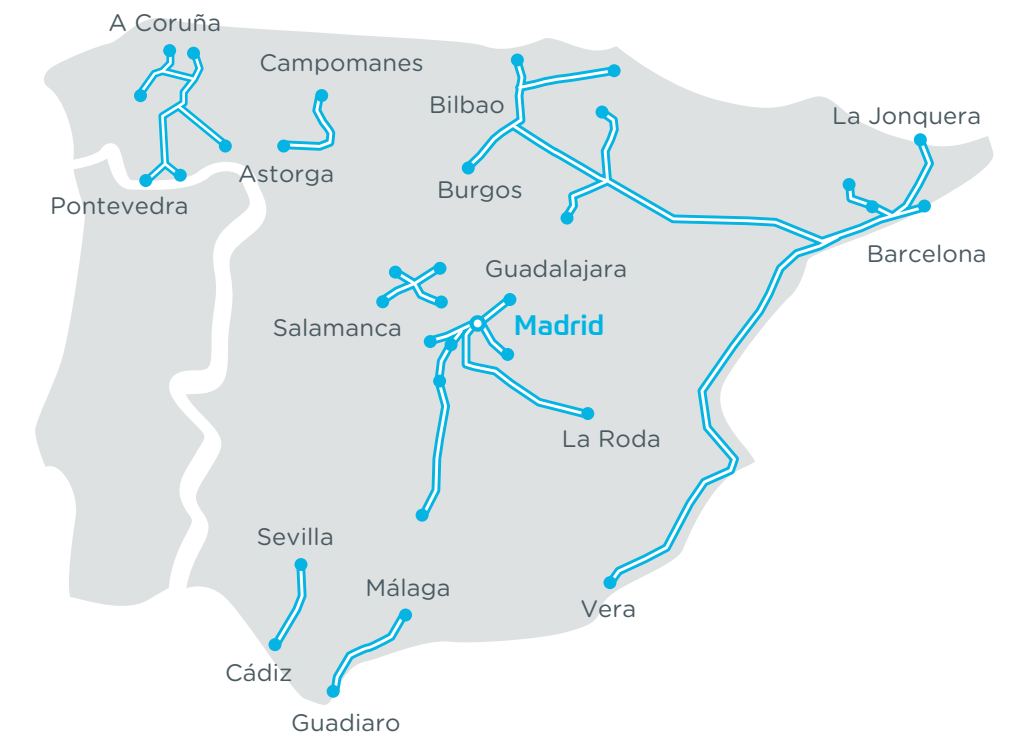 A Coruña
Campomanes
Bilbao
La Jonquera
Astorga
Burgos
Pontevedra
Barcelona
Guadalajara
Salamanca
Madrid
La Roda
Sevilla
Málaga
Vera
Cádiz
Guadiaro